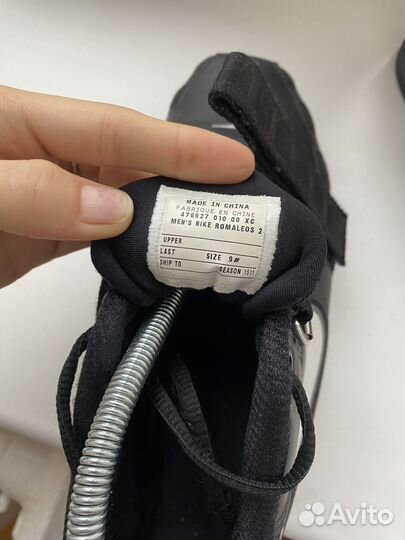 MADE IN CHINA
FABRIQUE EN CHINE
476927 010 00 XC
MEN'S NIKE ROMALEOS 2
UPPER
LAST SIZE 9#
SHIP TO SEASON 1511
Avito